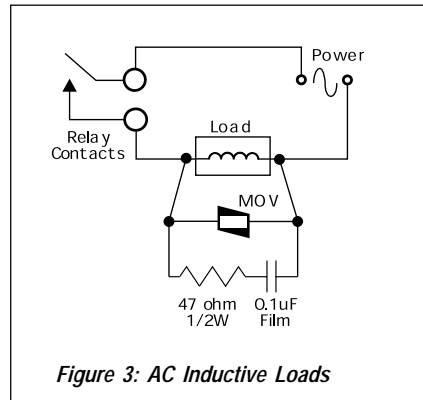 Power
Load
Relay
Contacts
MOV
47 ohm 0.1uF
1/2W Film
Figure 3: AC Inductive Loads